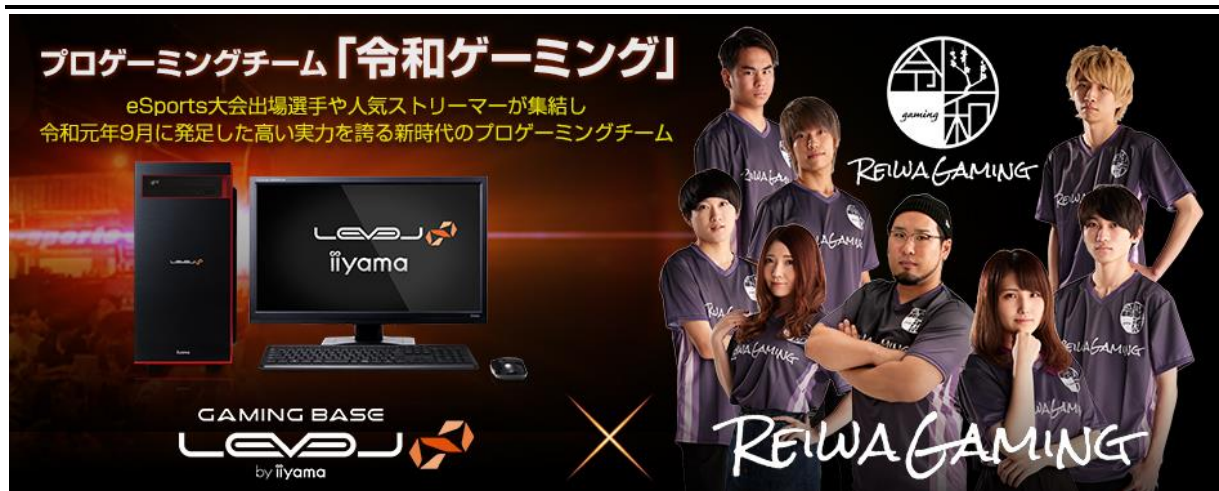 プロゲーミングチーム「令和ゲーミング」
eSports大会出場選手や人気ストリーマーが集結し
令和元年9月に発足した高い実力を誇る新時代のプロゲーミングチーム
令和
gaming
REIWA GAMING
LEVEL
iiyama
LEVEL
iiyama
esports
GAMING BASE
LEVEL
by iiyama
REIWA GAMING